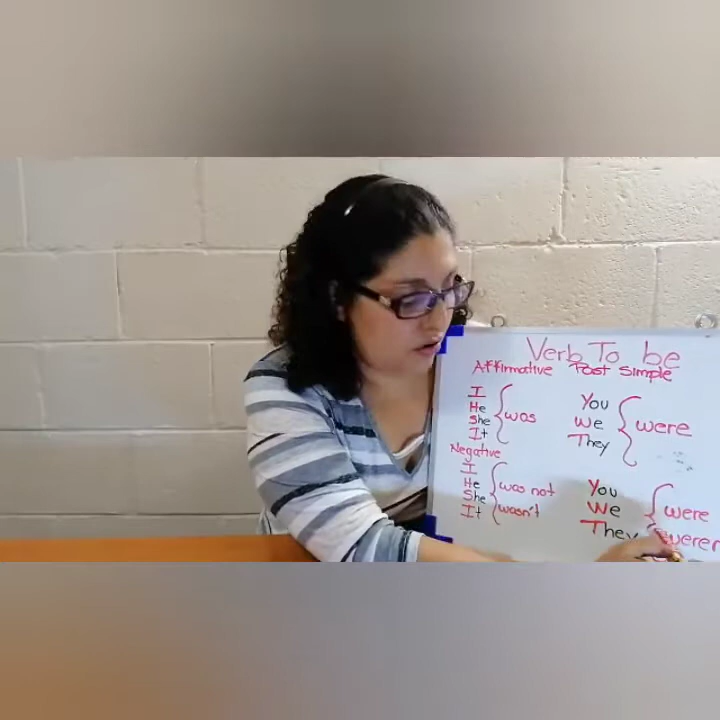 Verb To be
Affirmative Past Simple
I
He
She
It
was
You
We
They
were
Negative
I
He
She
It
was not
wasn't
You
We
They
were